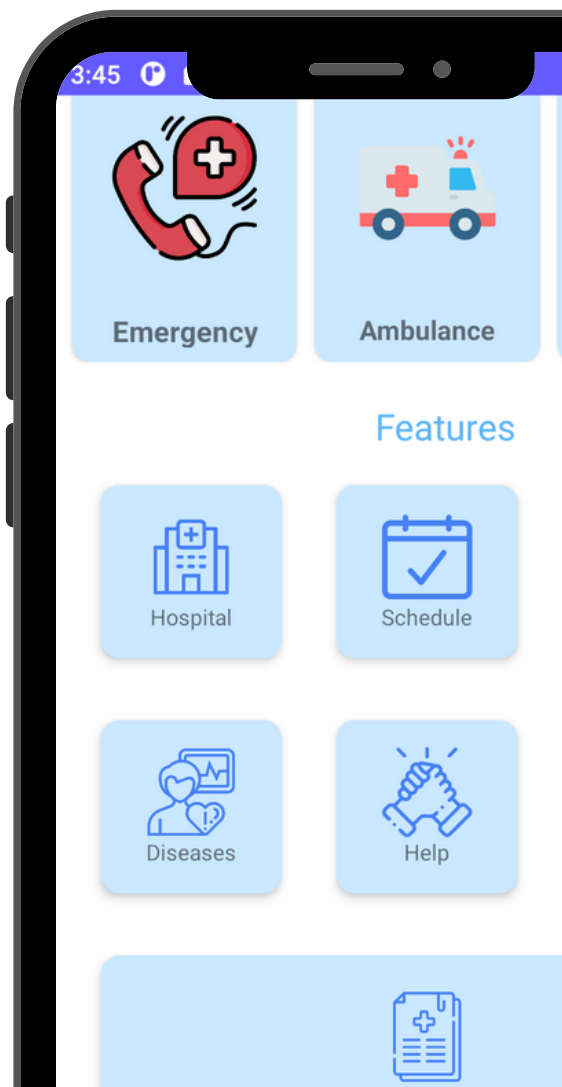 3:45
Emergency
Ambulance
Features
Hospital
Schedule
Diseases
Help